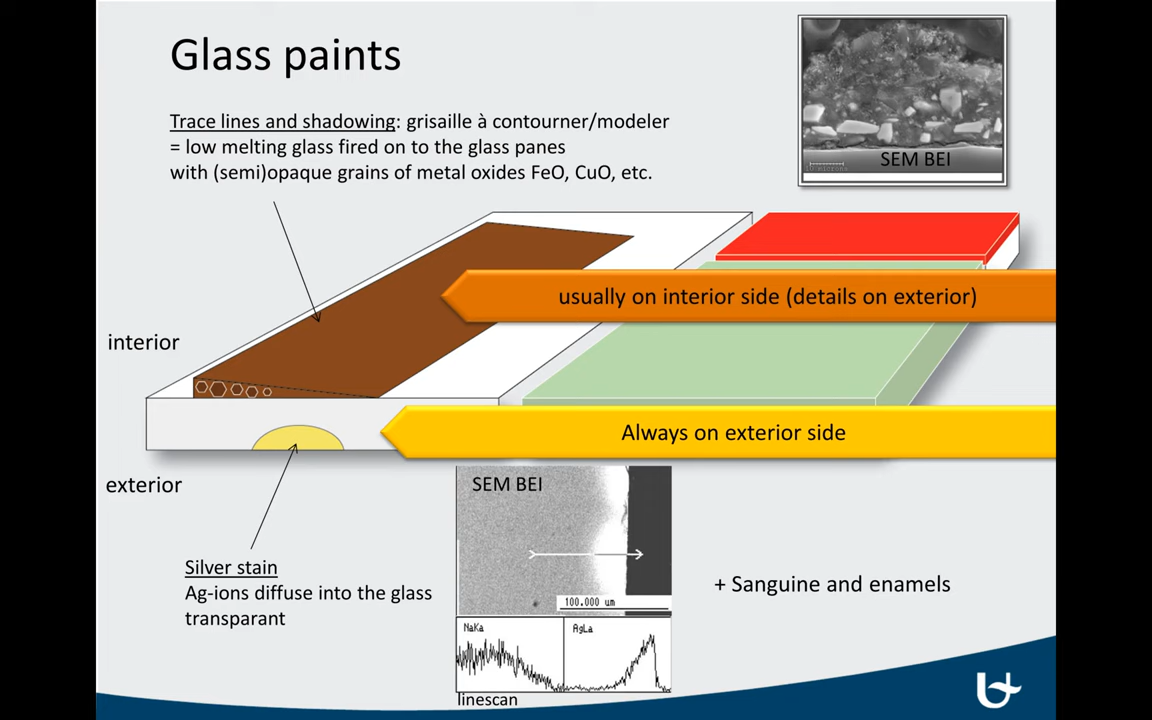 Glass paints
Trace lines and shadowing: grisaille à contourner/modeler
= low melting glass fired on to the glass panes
with (semi)opaque grains of metal oxides FeO, CuO, etc.
SEM BEI
usually on interior side (details on exterior)
interior
Always on exterior side
exterior
SEM BEI
100.000 um
NaKa
AgLa
linescan
Silver stain
Ag-ions diffuse into the glass
transparant
+ Sanguine and enamels